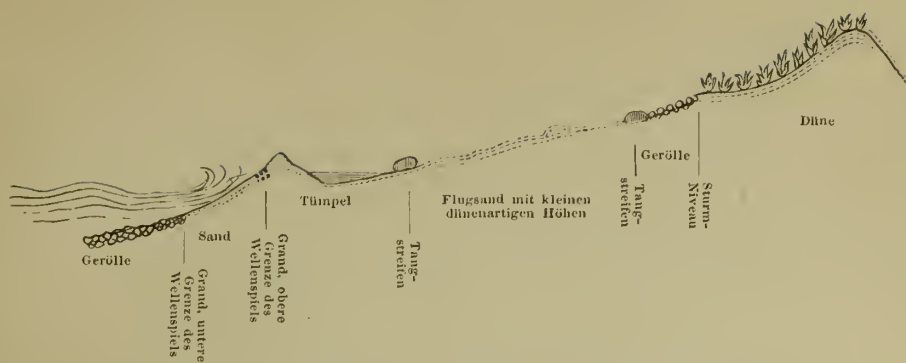 Gerölle
Grand, untere
Grenze des
Wellenspiels
Sand
Grand, obere
Grenze des
Wellenspiels
Tümpel
Tang-
streifen
Flugsand mit kleinen
dünenartigen Höhen
Tang-
streifen
Gerölle
Sturm-
Niveau
Düne